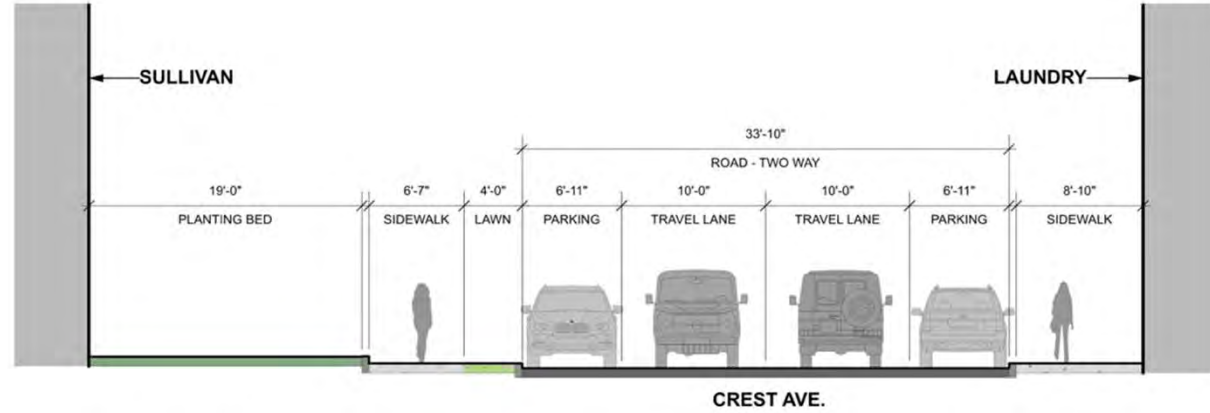 SULLIVAN
LAUNDRY
33'-10"
ROAD - TWO WAY
19'-0" 6'-7" 4'-0" 6'-11" 10'-0" 10'-0" 6'-11" 8'-10"
PLANTING BED SIDEWALK LAWN PARKING TRAVEL LANE TRAVEL LANE PARKING SIDEWALK
CREST AVE.